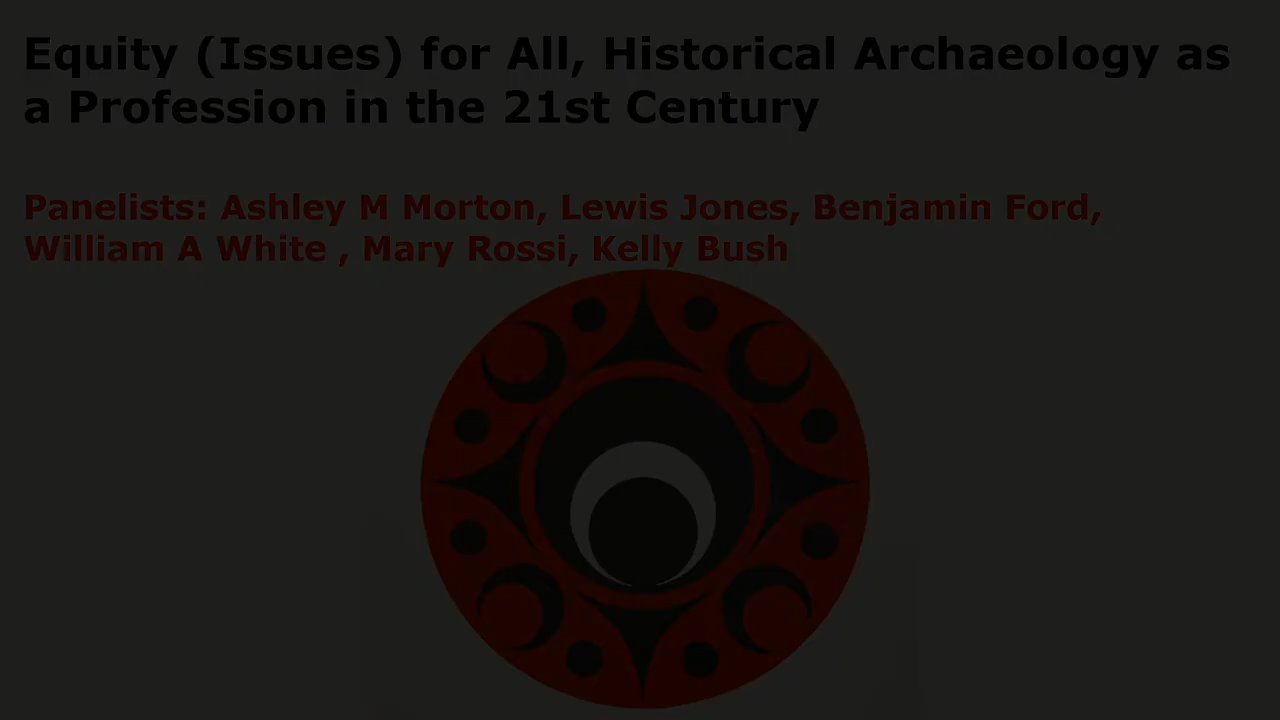 Equity (Issues) for All, Historical Archaeology as
a Profession in the 21st Century
Panelists: Ashley M Morton, Lewis Jones, Benjamin Ford,
William A White , Mary Rossi, Kelly Bush